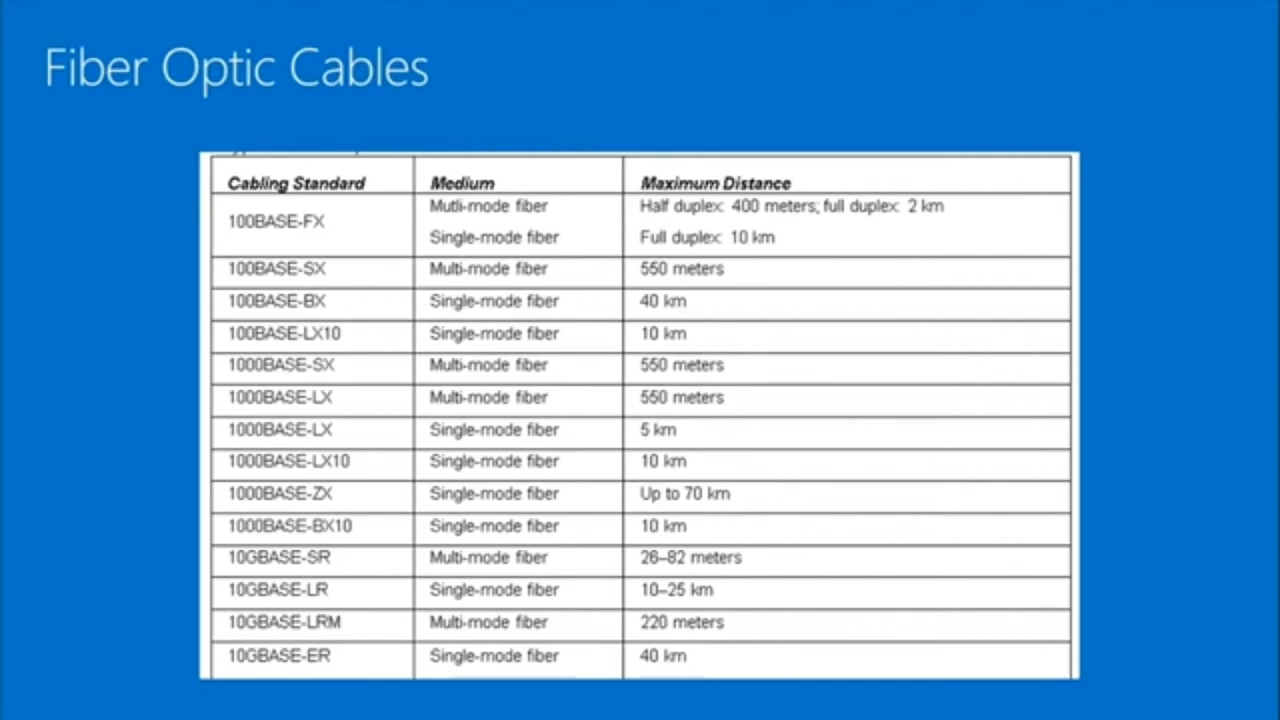 Fiber Optic Cables
Cabling Standard Medium Maximum Distance
100BASE-FX Mutli-mode fiber Half duplex: 400 meters; full duplex: 2 km
Single-mode fiber Full duplex: 10 km
100BASE-SX Multi-mode fiber 550 meters
100BASE-BX Single-mode fiber 40 km
100BASE-LX10 Single-mode fiber 10 km
1000BASE-SX Multi-mode fiber 550 meters
1000BASE-LX Multi-mode fiber 550 meters
1000BASE-LX Single-mode fiber 5 km
1000BASE-LX10 Single-mode fiber 10 km
1000BASE-ZX Single-mode fiber Up to 70 km
1000BASE-BX10 Single-mode fiber 10 km
10GBASE-SR Multi-mode fiber 26–82 meters
10GBASE-LR Single-mode fiber 10–25 km
10GBASE-LRM Multi-mode fiber 220 meters
10GBASE-ER Single-mode fiber 40 km